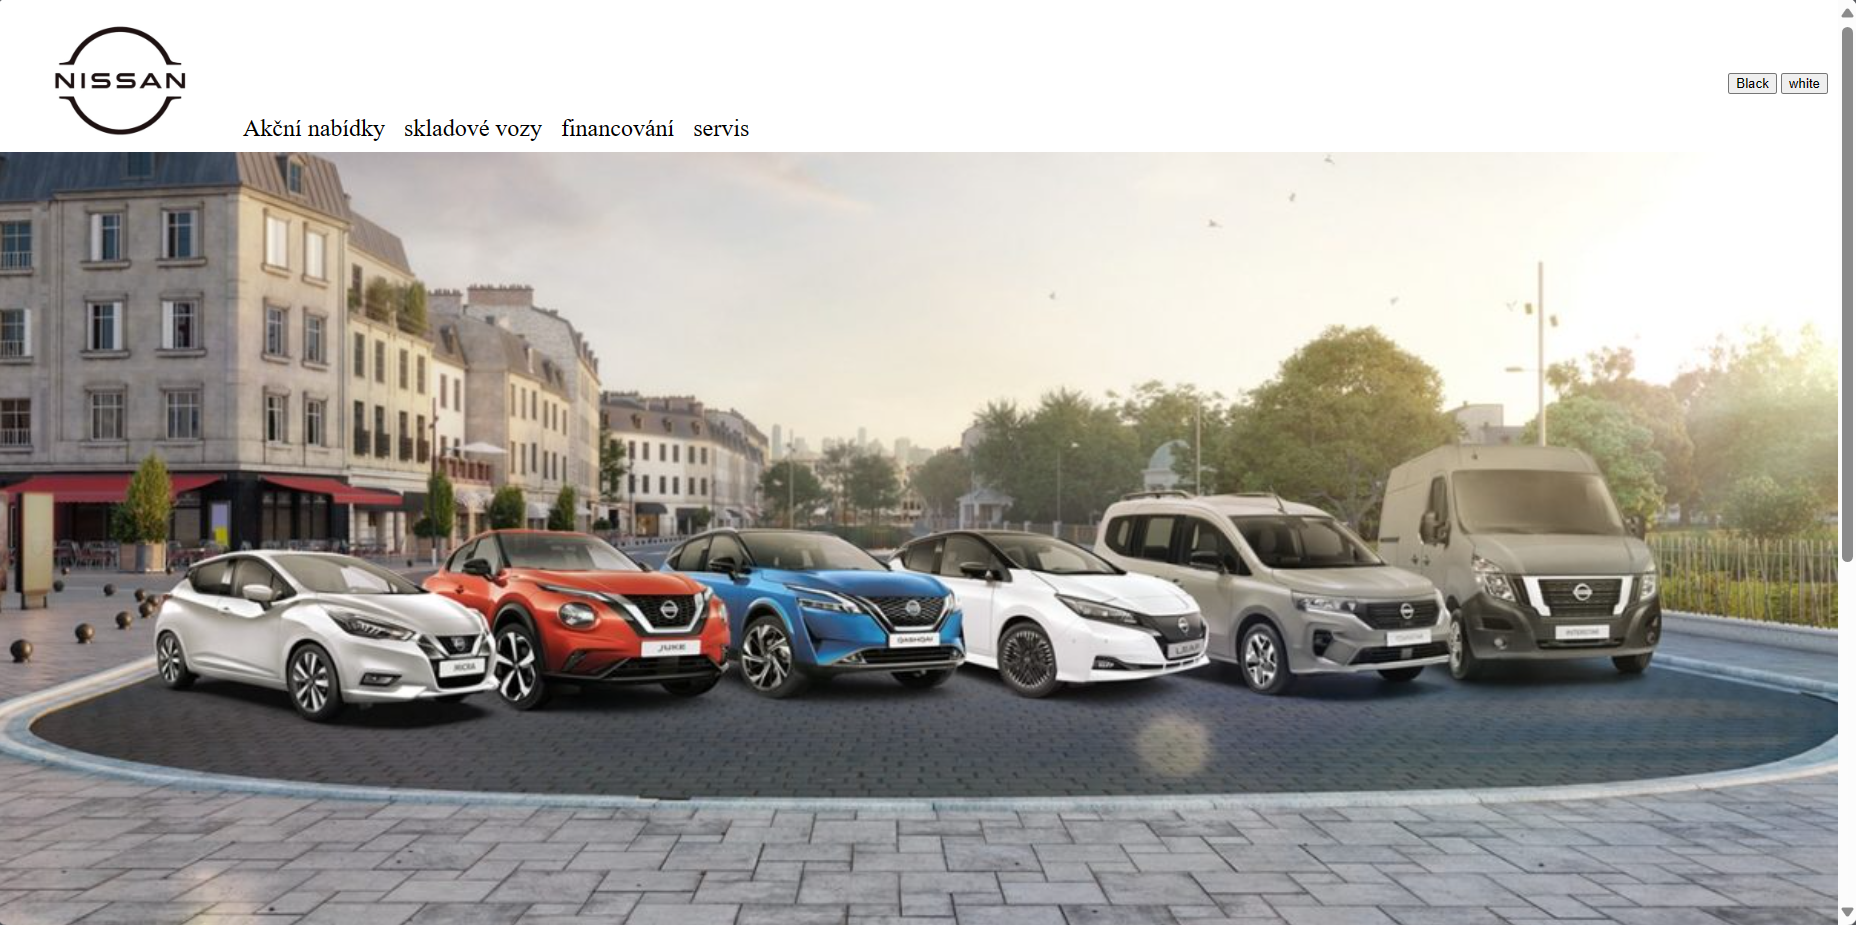 NISSAN
Black
white
Akční nabídky
skladové vozy
financování
servis
MICRA
JUKE
QASHQAI
LEAF
TOWNSTAR
INTERSTAR